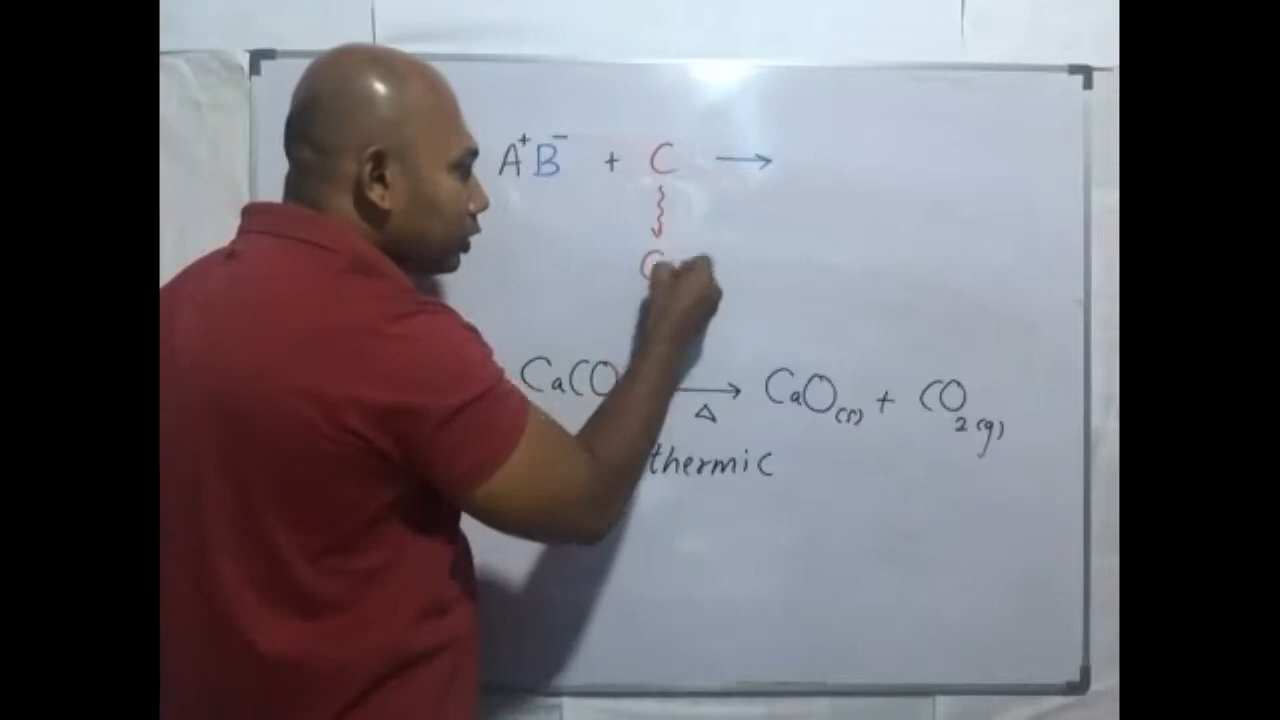 A⁺B⁻ + C ⟶
C
CaCO ⟶ CaO(s) + CO₂(g)
Δ
thermic